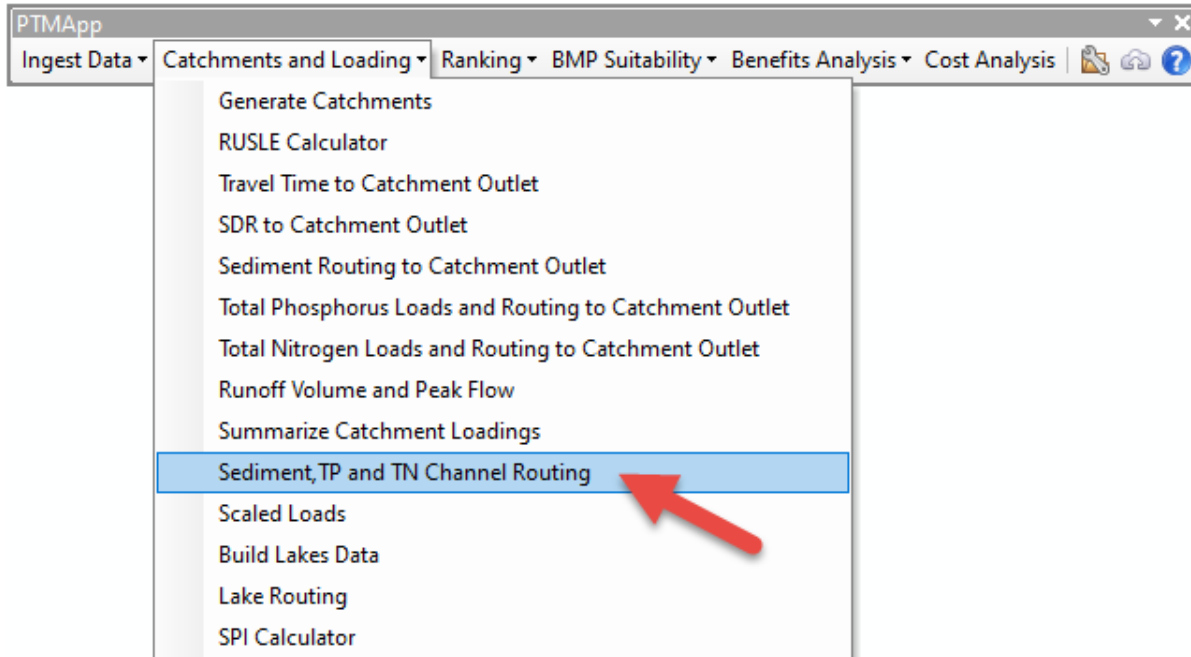 PTMApp
Ingest Data Catchments and Loading Ranking BMP Suitability Benefits Analysis Cost Analysis ?
Generate Catchments
RUSLE Calculator
Travel Time to Catchment Outlet
SDR to Catchment Outlet
Sediment Routing to Catchment Outlet
Total Phosphorus Loads and Routing to Catchment Outlet
Total Nitrogen Loads and Routing to Catchment Outlet
Runoff Volume and Peak Flow
Summarize Catchment Loadings
Sediment,TP and TN Channel Routing
Scaled Loads
Build Lakes Data
Lake Routing
SPI Calculator